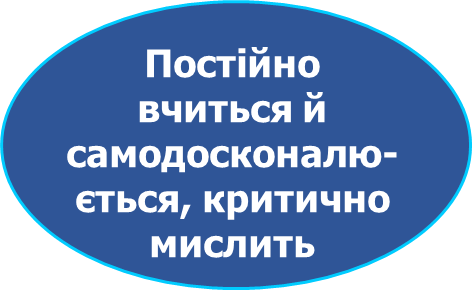 Постійно
вчиться й
самодосконалю-
ється, критично
мислить